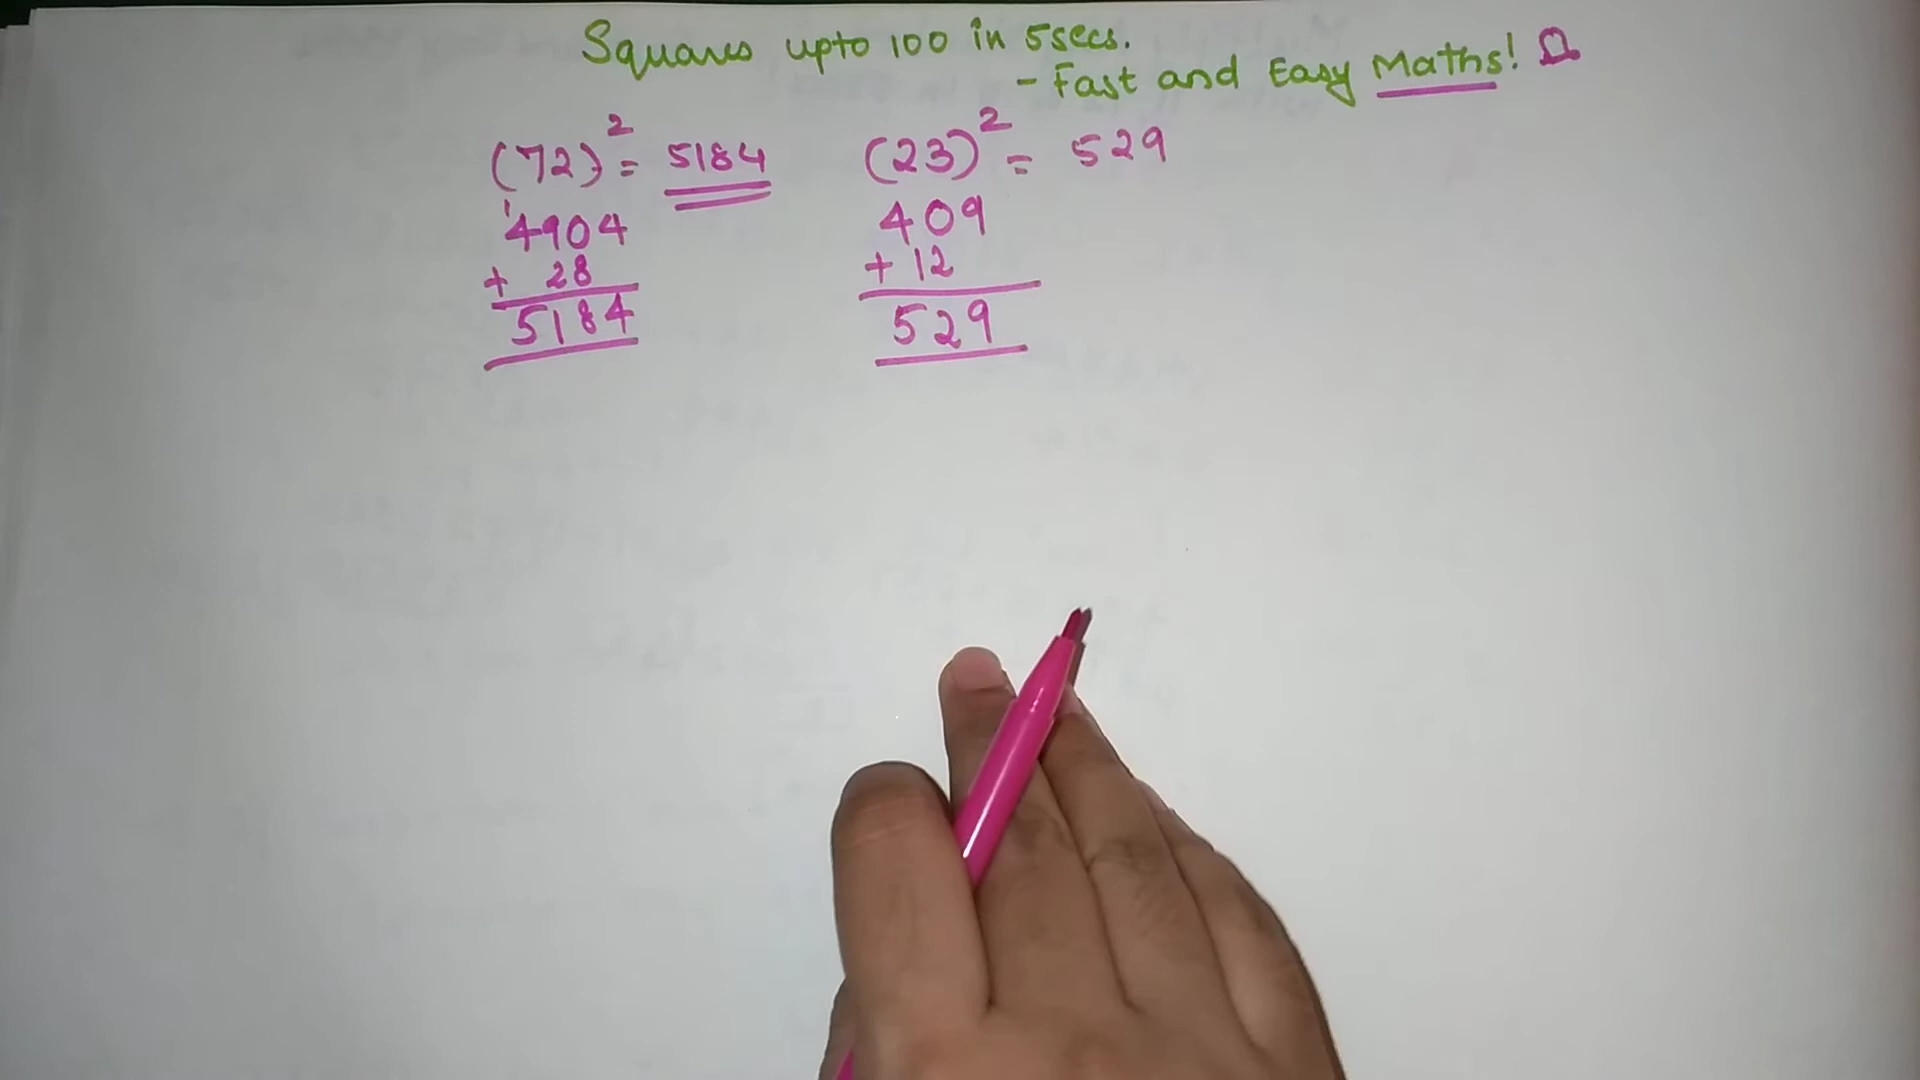 Squares upto 100 in 5secs.
- Fast and Easy Maths!
(72)² = 5184
1
4904
+ 28
5184
(23)² = 529
409
+ 12
529